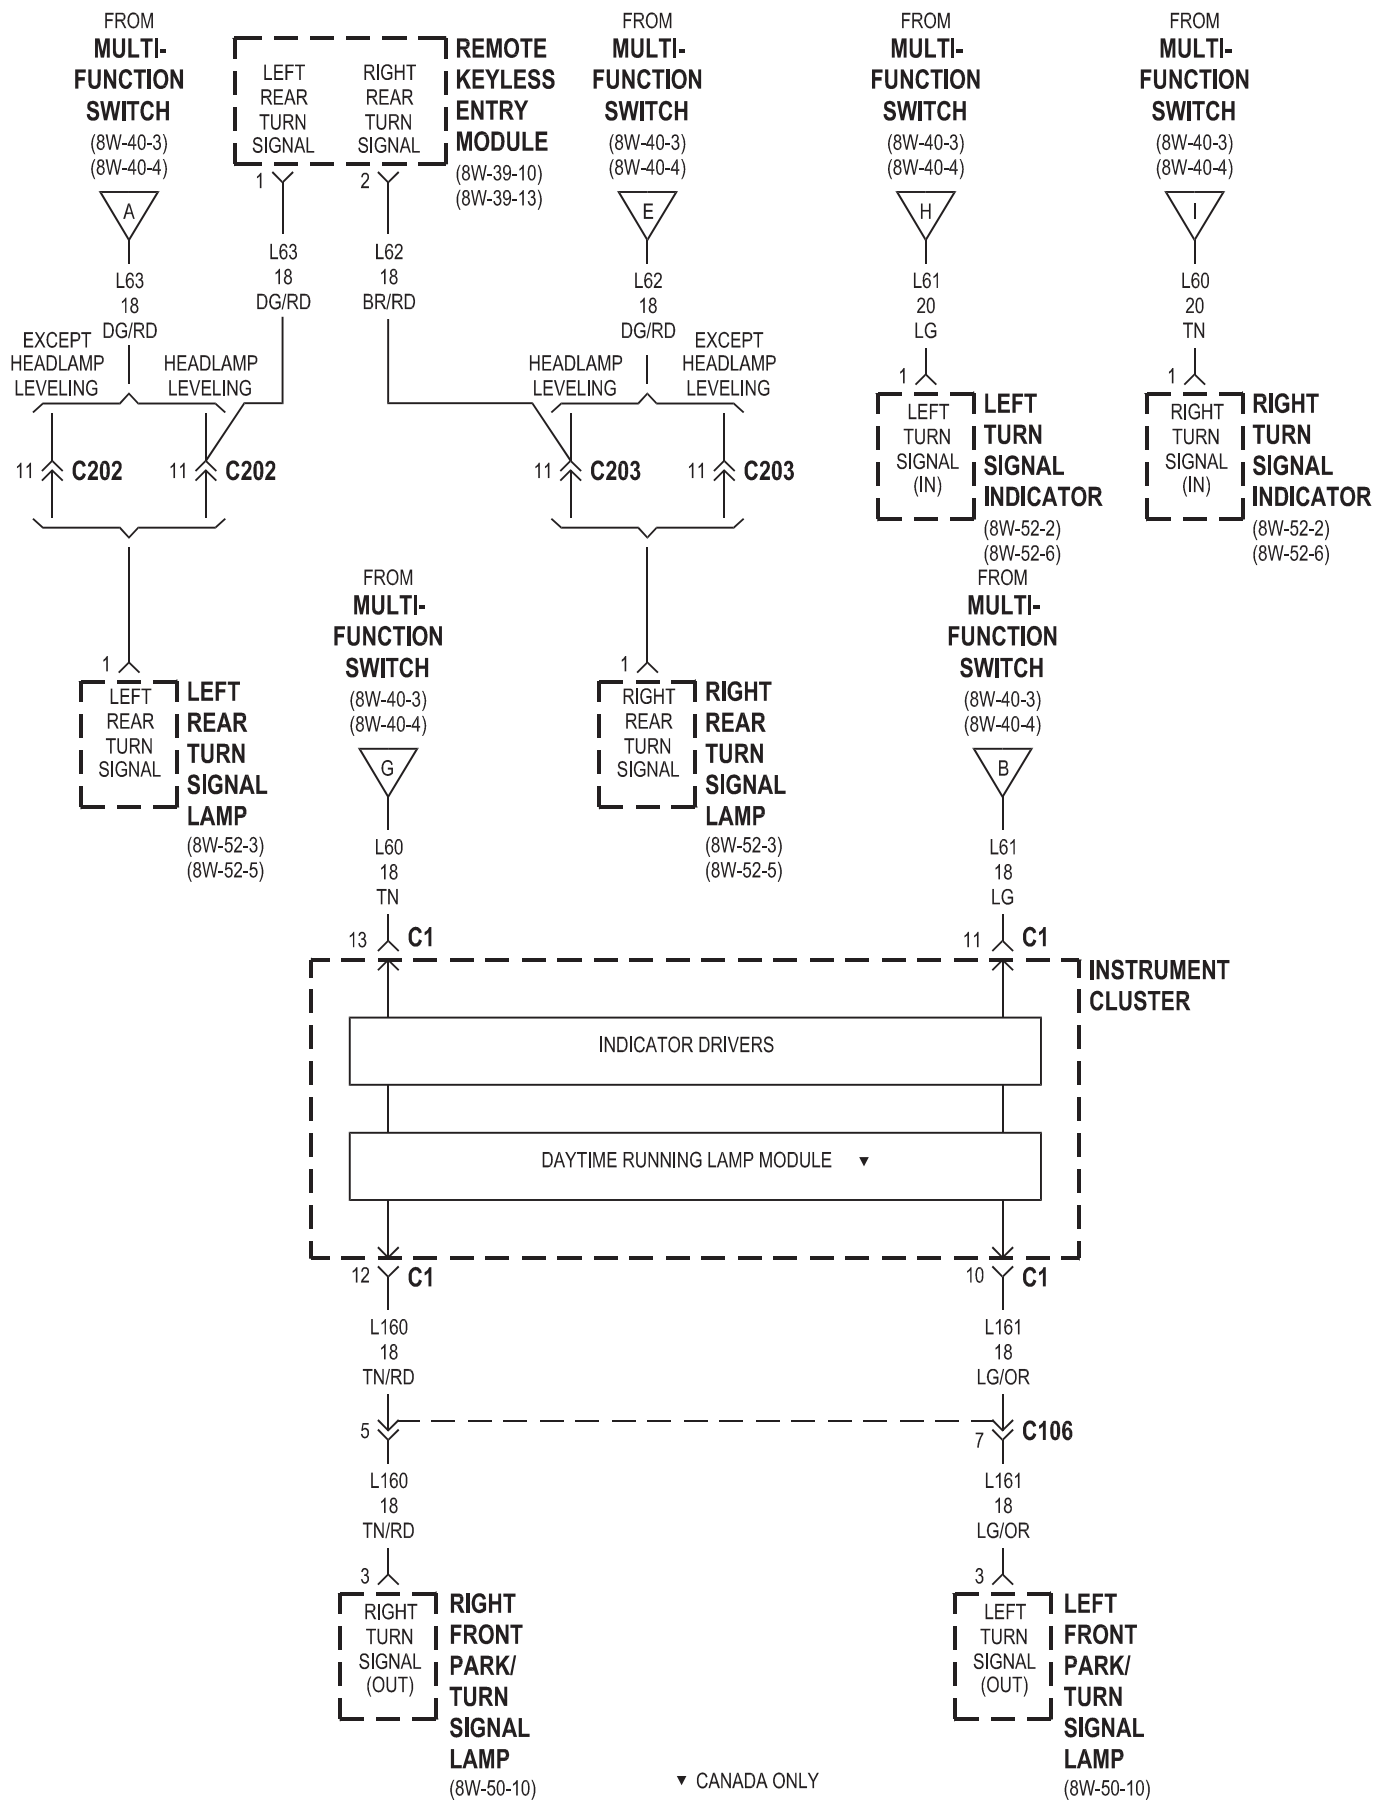 FROM
MULTI-
FUNCTION
SWITCH
(8W-40-3)
(8W-40-4)
A
L63
18
DG/RD
LEFT
REAR
TURN
SIGNAL
RIGHT
REAR
TURN
SIGNAL
REMOTE
KEYLESS
ENTRY
MODULE
(8W-39-10)
(8W-39-13)
1
2
L63
18
DG/RD
L62
18
BR/RD
FROM
MULTI-
FUNCTION
SWITCH
(8W-40-3)
(8W-40-4)
E
L62
18
DG/RD
FROM
MULTI-
FUNCTION
SWITCH
(8W-40-3)
(8W-40-4)
H
L61
20
LG
1
LEFT
TURN
SIGNAL
(IN)
LEFT
TURN
SIGNAL
INDICATOR
(8W-52-2)
(8W-52-6)
FROM
MULTI-
FUNCTION
SWITCH
(8W-40-3)
(8W-40-4)
I
L60
20
TN
1
RIGHT
TURN
SIGNAL
(IN)
RIGHT
TURN
SIGNAL
INDICATOR
(8W-52-2)
(8W-52-6)
EXCEPT
HEADLAMP
LEVELING
HEADLAMP
LEVELING
11 C202
11 C202
HEADLAMP
LEVELING
EXCEPT
HEADLAMP
LEVELING
11 C203
11 C203
1
LEFT
REAR
TURN
SIGNAL
LEFT
REAR
TURN
SIGNAL
LAMP
(8W-52-3)
(8W-52-5)
FROM
MULTI-
FUNCTION
SWITCH
(8W-40-3)
(8W-40-4)
G
L60
18
TN
13 C1
1
RIGHT
REAR
TURN
SIGNAL
RIGHT
REAR
TURN
SIGNAL
LAMP
(8W-52-3)
(8W-52-5)
FROM
MULTI-
FUNCTION
SWITCH
(8W-40-3)
(8W-40-4)
B
L61
18
LG
11 C1
INSTRUMENT
CLUSTER
INDICATOR DRIVERS
DAYTIME RUNNING LAMP MODULE ▼
12 C1
10 C1
L160
18
TN/RD
L161
18
LG/OR
5
7 C106
L160
18
TN/RD
L161
18
LG/OR
3
RIGHT
TURN
SIGNAL
(OUT)
RIGHT
FRONT
PARK/
TURN
SIGNAL
LAMP
(8W-50-10)
3
LEFT
TURN
SIGNAL
(OUT)
LEFT
FRONT
PARK/
TURN
SIGNAL
LAMP
(8W-50-10)
▼ CANADA ONLY